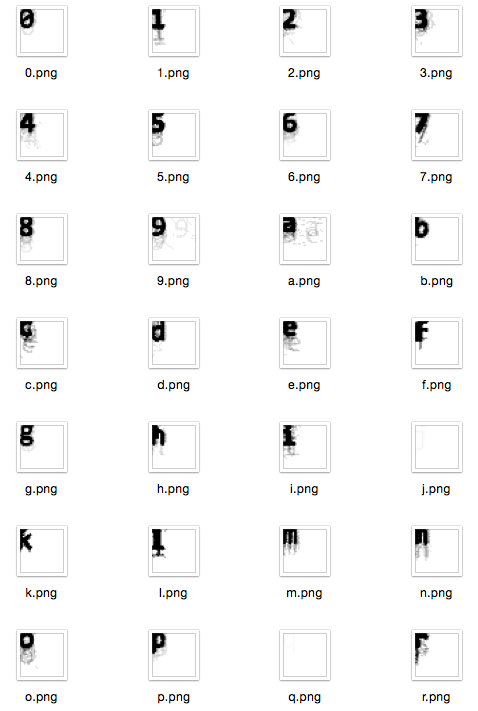 0 1 2 3
0.png 1.png 2.png 3.png
4 5 6 7
4.png 5.png 6.png 7.png
8 9 a b
8.png 9.png a.png b.png
c d e f
c.png d.png e.png f.png
g h i
g.png h.png i.png j.png
k l m n
k.png l.png m.png n.png
o p r
o.png p.png q.png r.png